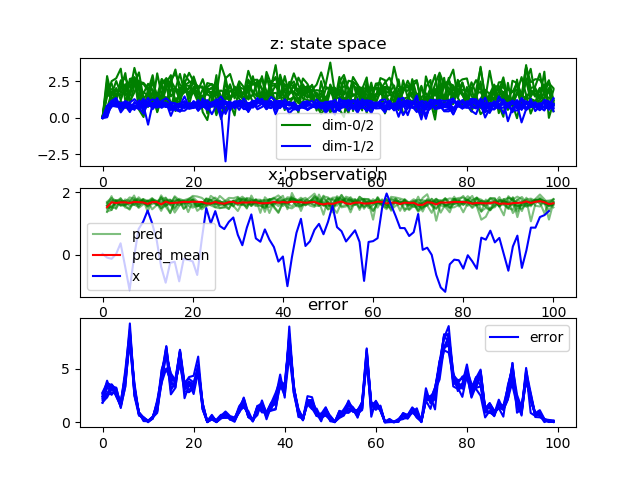 z: state space
2.5
0.0
−2.5
dim-0/2
dim-1/2
0 20 40 60 80 100
x: observation
2
0
pred
pred_mean
x
0 20 40 60 80 100
error
5
0
error
0 20 40 60 80 100